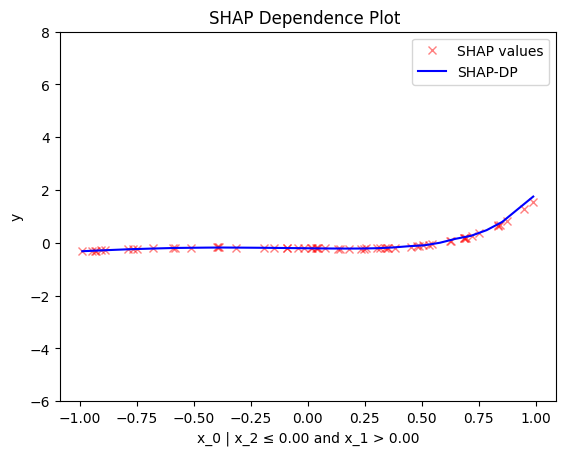 SHAP Dependence Plot
SHAP values
SHAP-DP
8
6
4
2
0
−2
−4
−6
y
−1.00 −0.75 −0.50 −0.25 0.00 0.25 0.50 0.75 1.00
x_0 | x_2 ≤ 0.00 and x_1 > 0.00